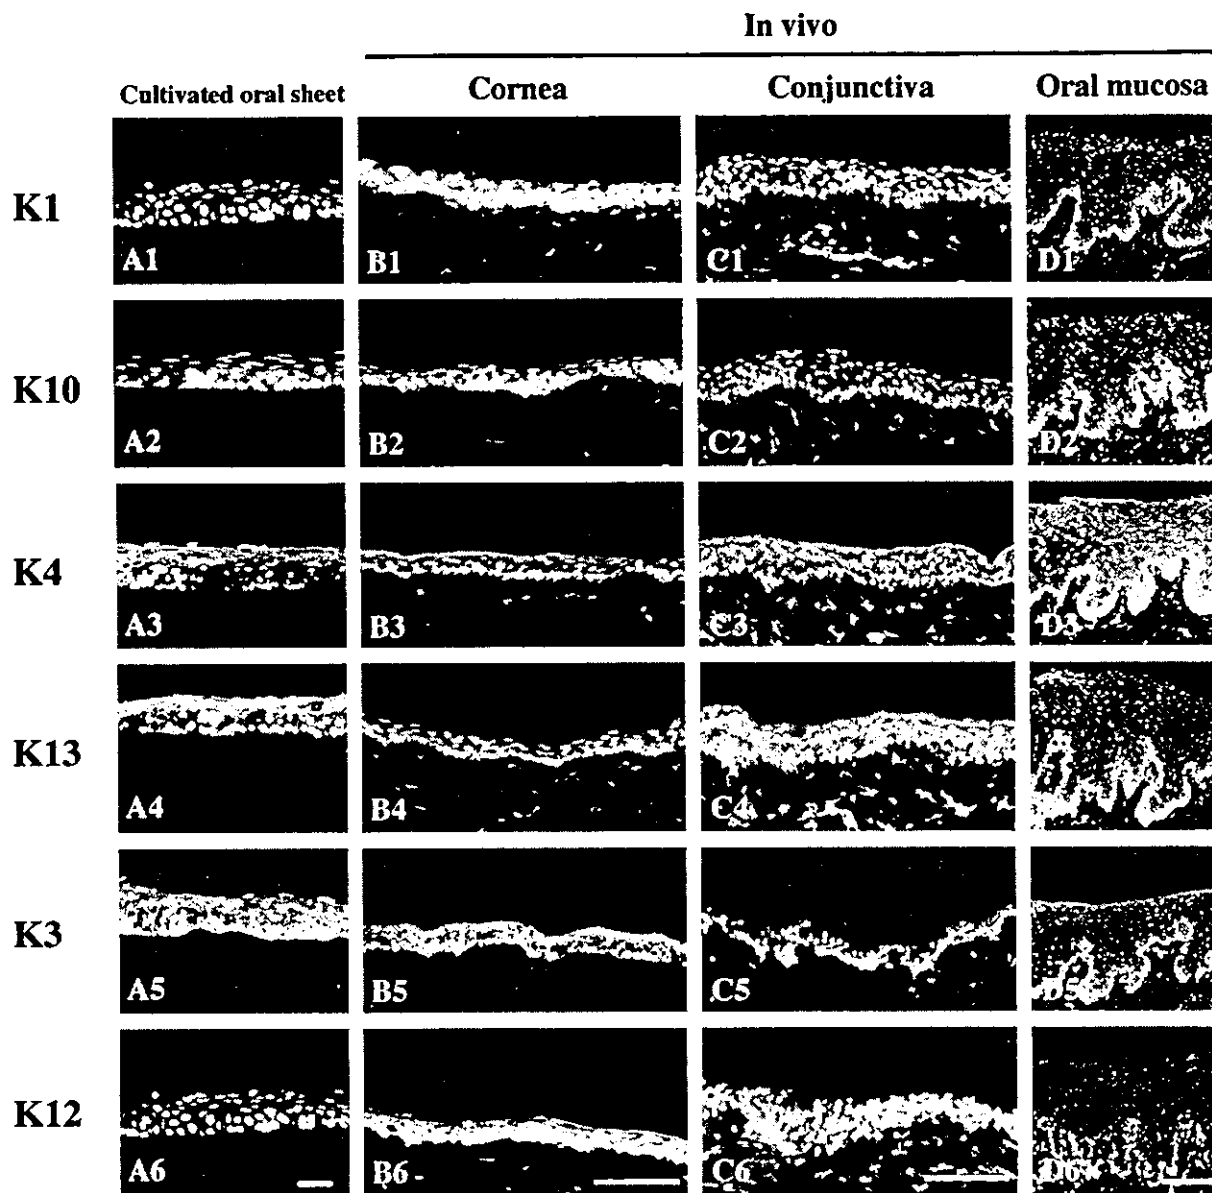 In vivo
Cultivated oral sheet Cornea Conjunctiva Oral mucosa
K1 A1 B1 C1 D1
K10 A2 B2 C2 D2
K4 A3 B3 C3 D3
K13 A4 B4 C4 D4
K3 A5 B5 C5 D5
K12 A6 B6 C6 D6